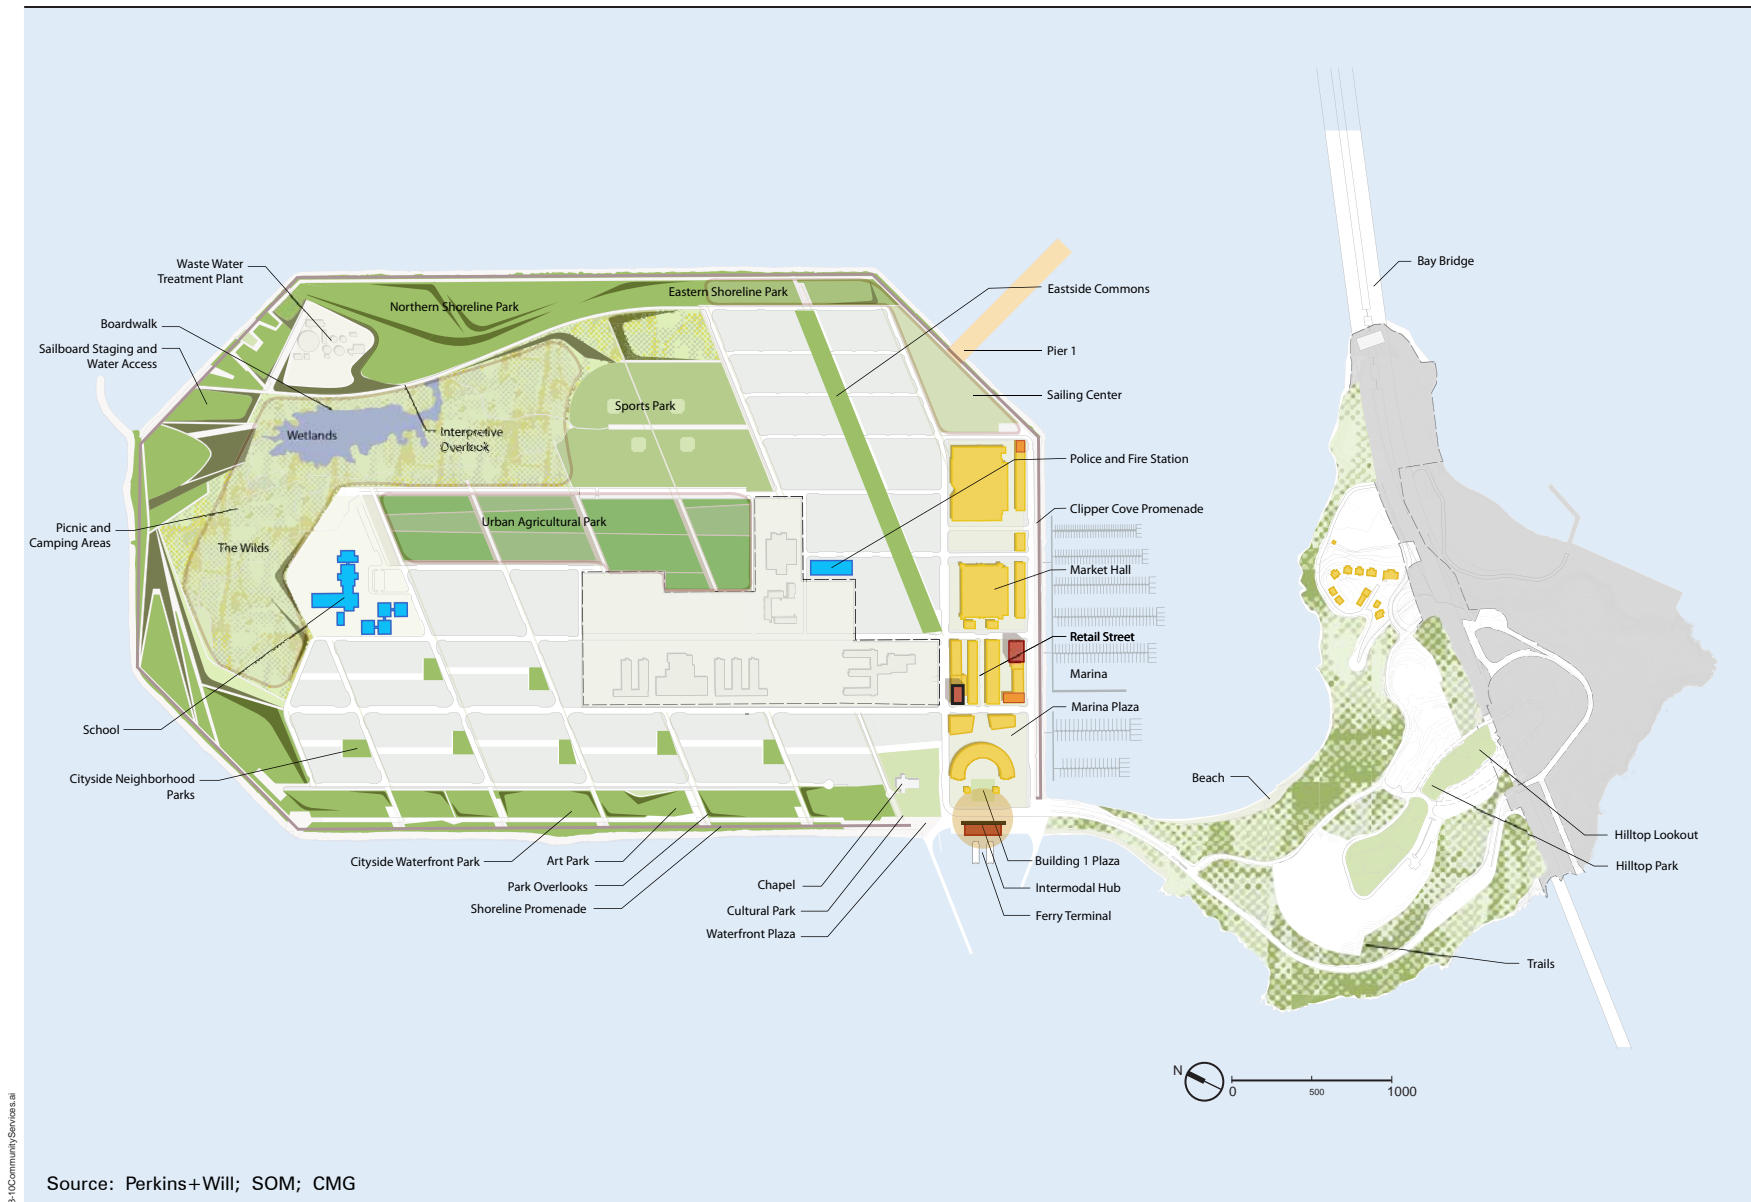 Waste Water
Treatment Plant
Boardwalk
Sailboard Staging and
Water Access
Picnic and
Camping Areas
School
Cityside Neighborhood
Parks
Northern Shoreline Park
Eastern Shoreline Park
Sports Park
Wetlands
Interpretive
Overlook
Urban Agricultural Park
The Wilds
Eastside Commons
Pier 1
Sailing Center
Police and Fire Station
Clipper Cove Promenade
Market Hall
Retail Street
Marina
Marina Plaza
Bay Bridge
Beach
Hilltop Lookout
Hilltop Park
Trails
Cityside Waterfront Park
Art Park
Park Overlooks
Shoreline Promenade
Chapel
Cultural Park
Waterfront Plaza
Building 1 Plaza
Intermodal Hub
Ferry Terminal
N
0 500 1000
Source: Perkins+Will; SOM; CMG
-10CommunityServices.ai